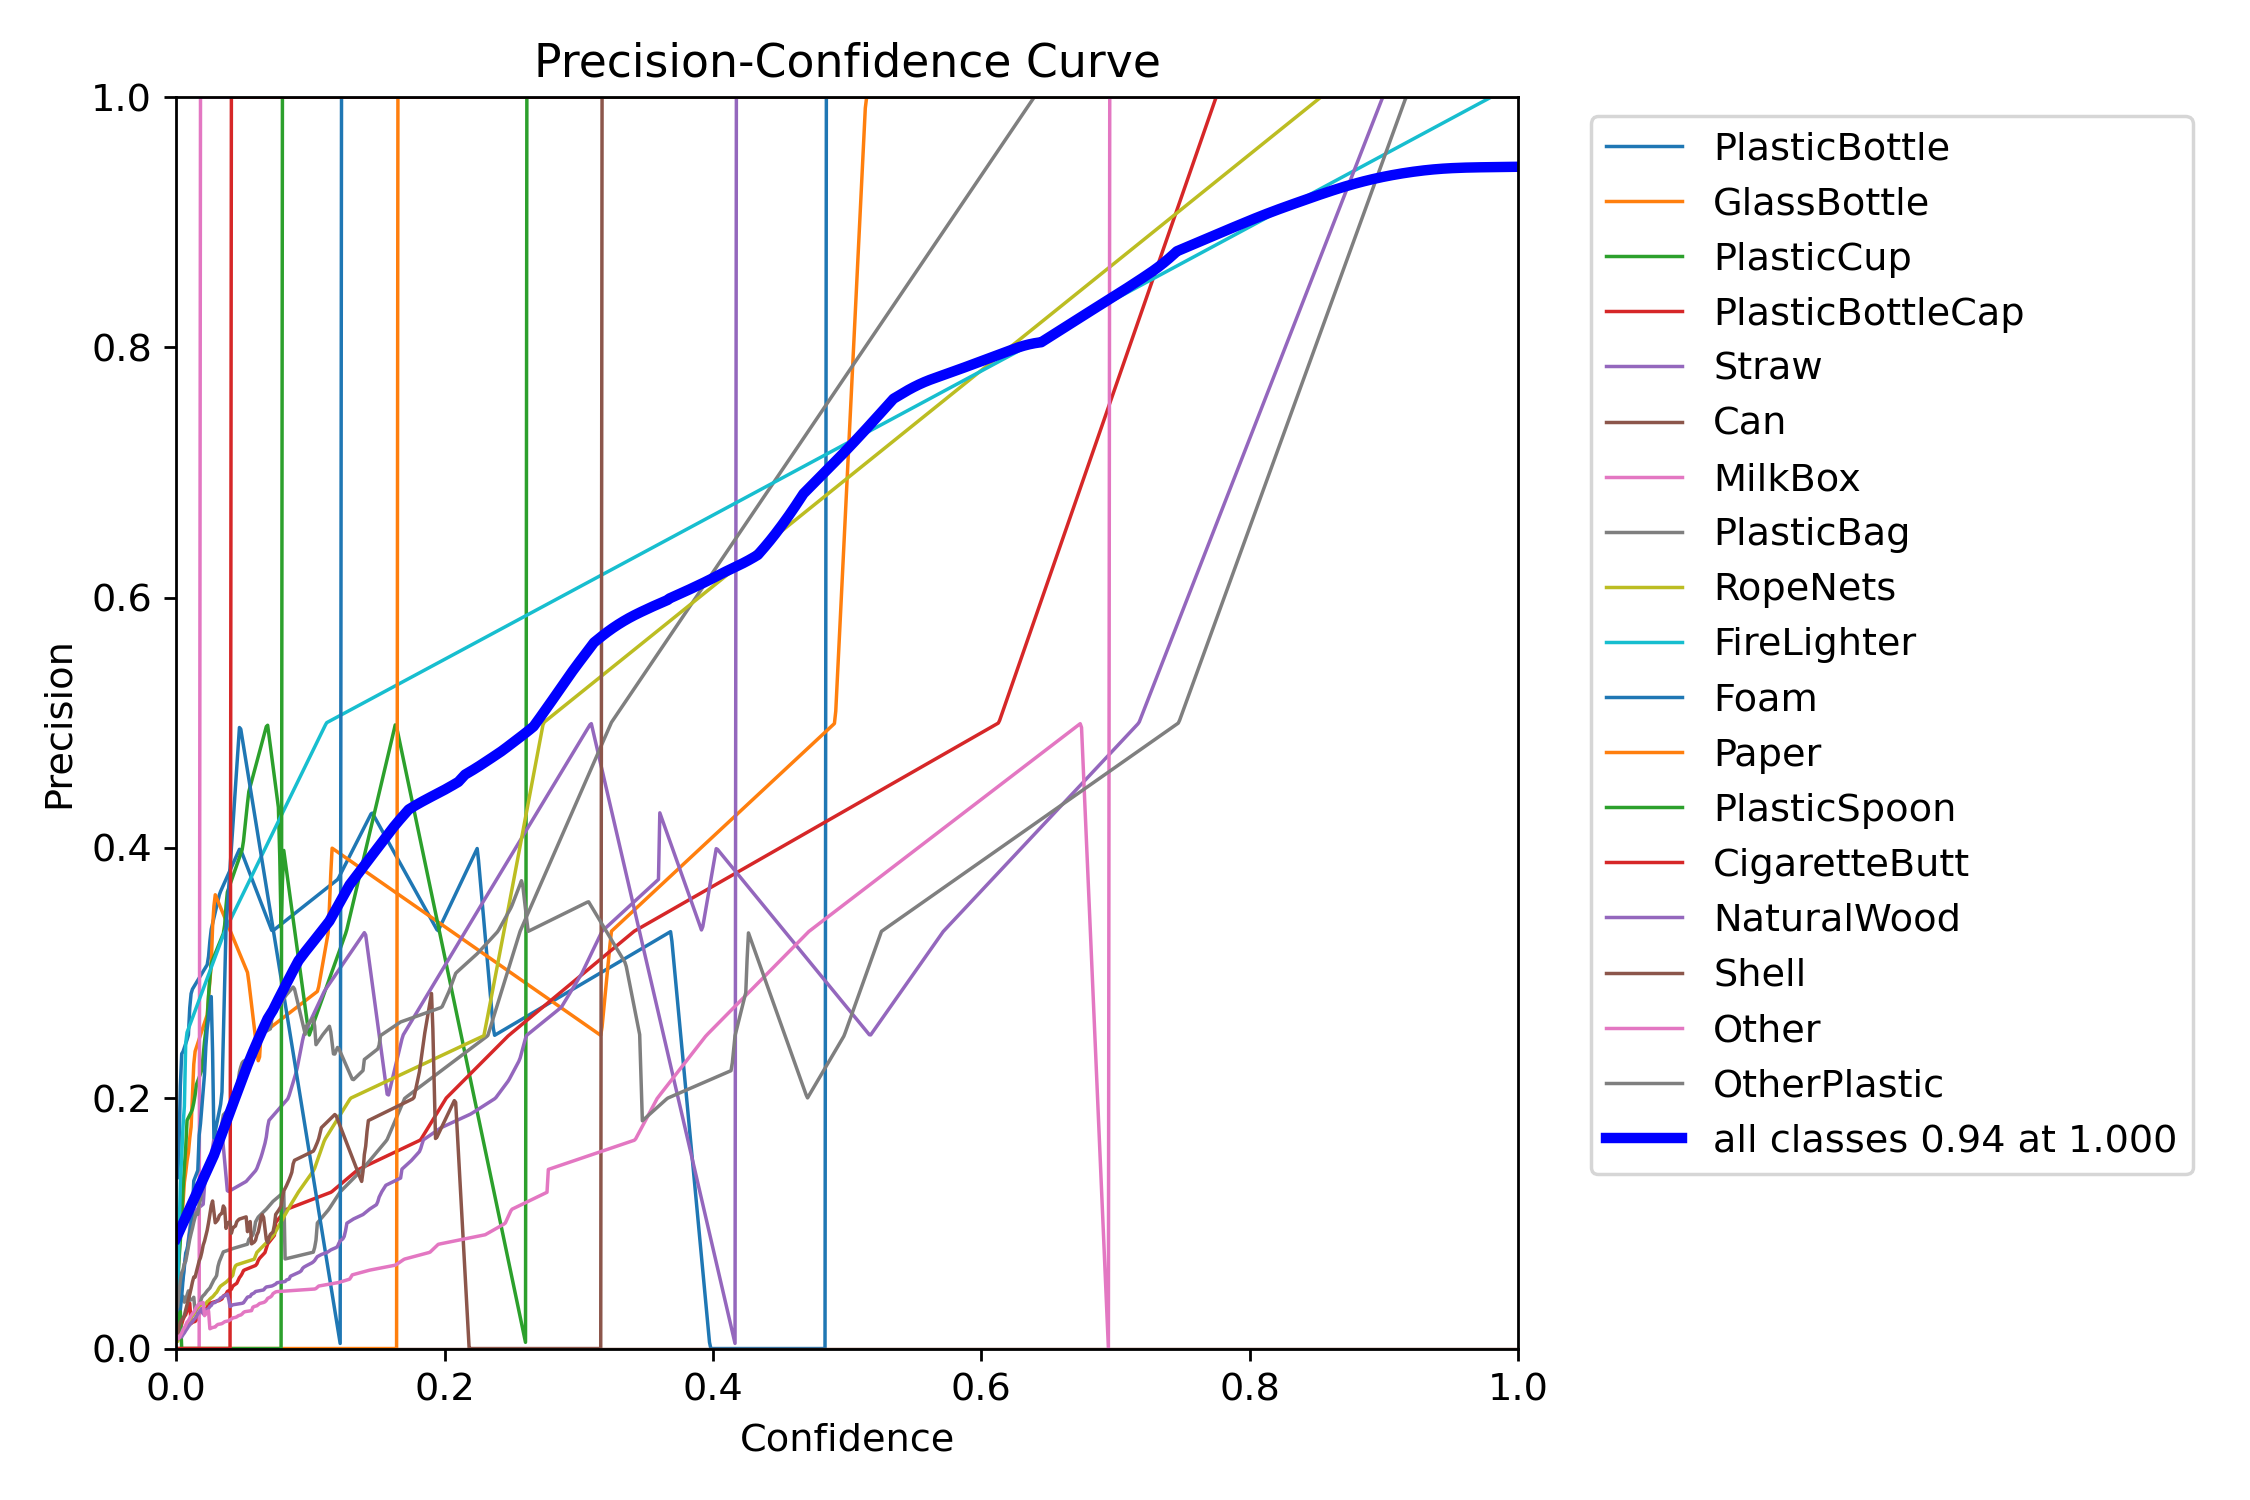 Precision-Confidence Curve
1.0
0.8
0.6
0.4
0.2
0.0
Precision
0.0 0.2 0.4 0.6 0.8 1.0
Confidence
PlasticBottle
GlassBottle
PlasticCup
PlasticBottleCap
Straw
Can
MilkBox
PlasticBag
RopeNets
FireLighter
Foam
Paper
PlasticSpoon
CigaretteButt
NaturalWood
Shell
Other
OtherPlastic
all classes 0.94 at 1.000